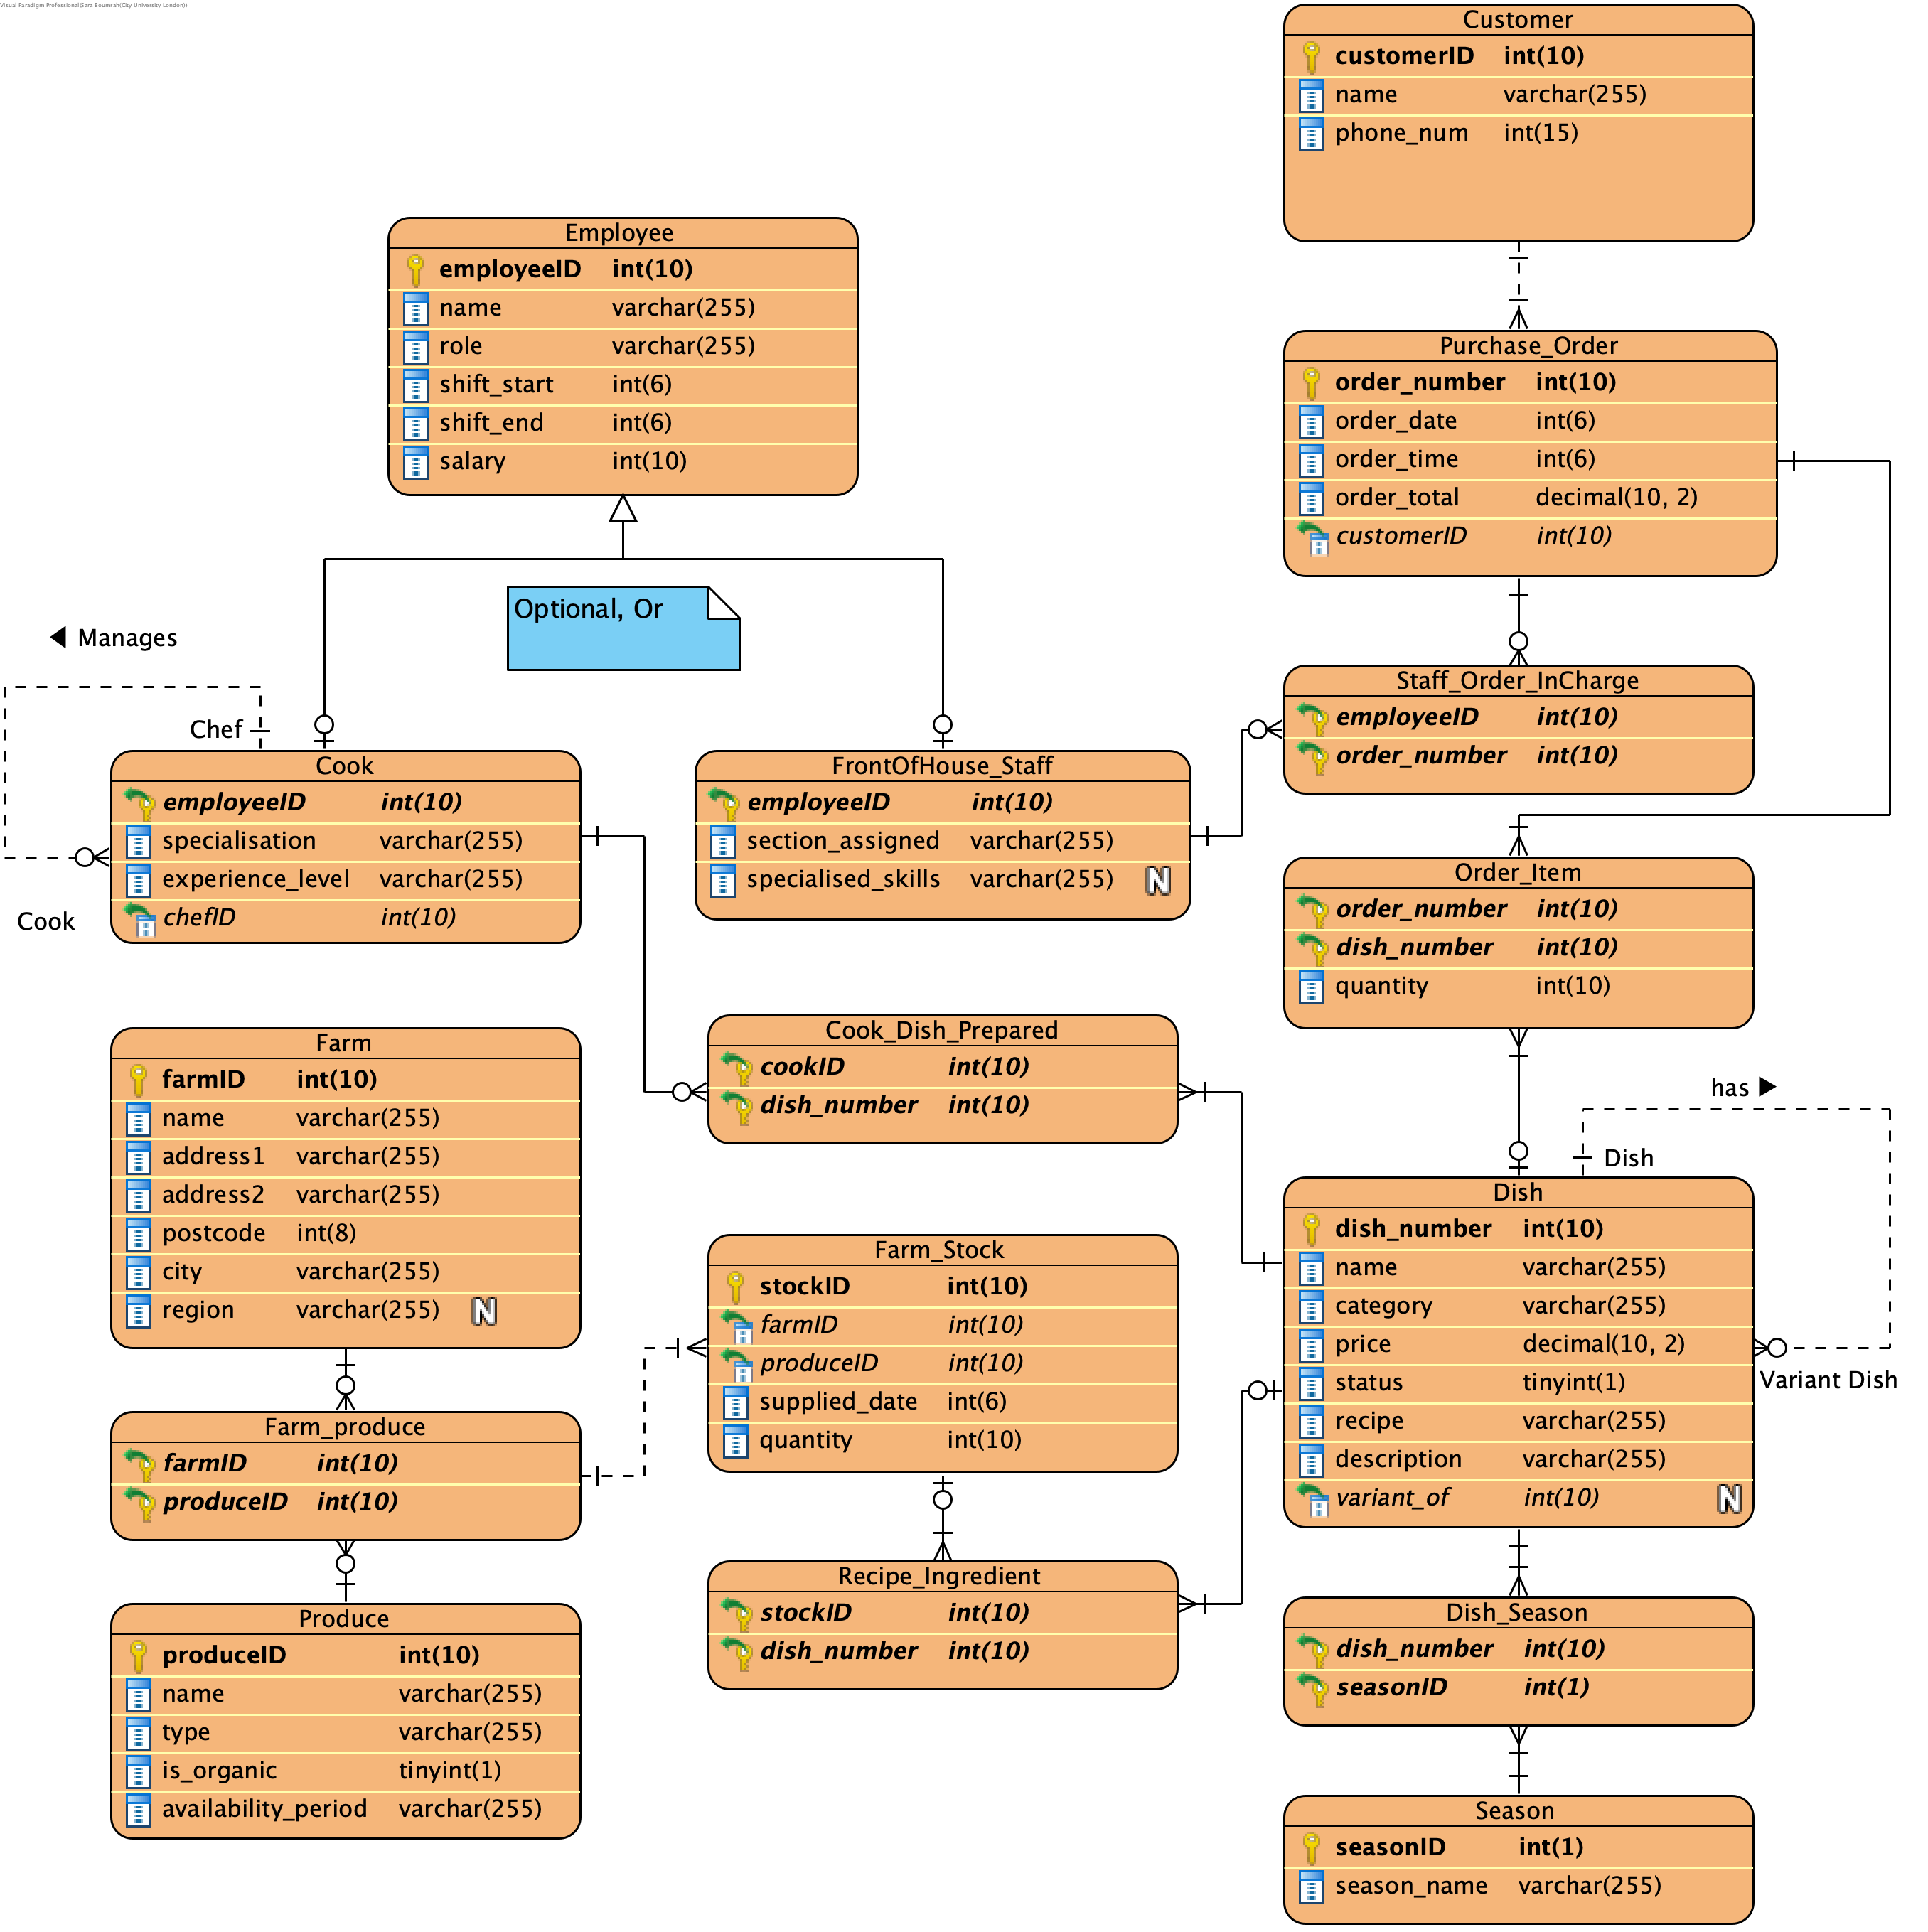 Visual Paradigm Professional(Sara Boumrah(City University London))
Customer
customerID int(10)
name varchar(255)
phone_num int(15)
Employee
employeeID int(10)
name varchar(255)
role varchar(255)
shift_start int(6)
shift_end int(6)
salary int(10)
Purchase_Order
order_number int(10)
order_date int(6)
order_time int(6)
order_total decimal(10, 2)
customerID int(10)
Optional, Or
◀ Manages
Chef
Cook
Staff_Order_InCharge
employeeID int(10)
order_number int(10)
Cook
employeeID int(10)
specialisation varchar(255)
experience_level varchar(255)
chefID int(10)
FrontOfHouse_Staff
employeeID int(10)
section_assigned varchar(255)
specialised_skills varchar(255) N
Order_Item
order_number int(10)
dish_number int(10)
quantity int(10)
Farm
farmID int(10)
name varchar(255)
address1 varchar(255)
address2 varchar(255)
postcode int(8)
city varchar(255)
region varchar(255) N
Cook_Dish_Prepared
cookID int(10)
dish_number int(10)
has ▶
Dish
Variant Dish
Dish
dish_number int(10)
name varchar(255)
category varchar(255)
price decimal(10, 2)
status tinyint(1)
recipe varchar(255)
description varchar(255)
variant_of int(10) N
Farm_Stock
stockID int(10)
farmID int(10)
produceID int(10)
supplied_date int(6)
quantity int(10)
Farm_produce
farmID int(10)
produceID int(10)
Recipe_Ingredient
stockID int(10)
dish_number int(10)
Dish_Season
dish_number int(10)
seasonID int(1)
Produce
produceID int(10)
name varchar(255)
type varchar(255)
is_organic tinyint(1)
availability_period varchar(255)
Season
seasonID int(1)
season_name varchar(255)